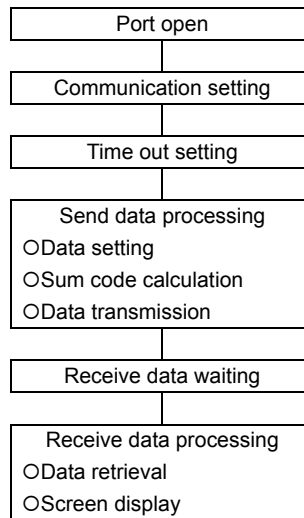 Port open
Communication setting
Time out setting
Send data processing
○Data setting
○Sum code calculation
○Data transmission
Receive data waiting
Receive data processing
○Data retrieval
○Screen display